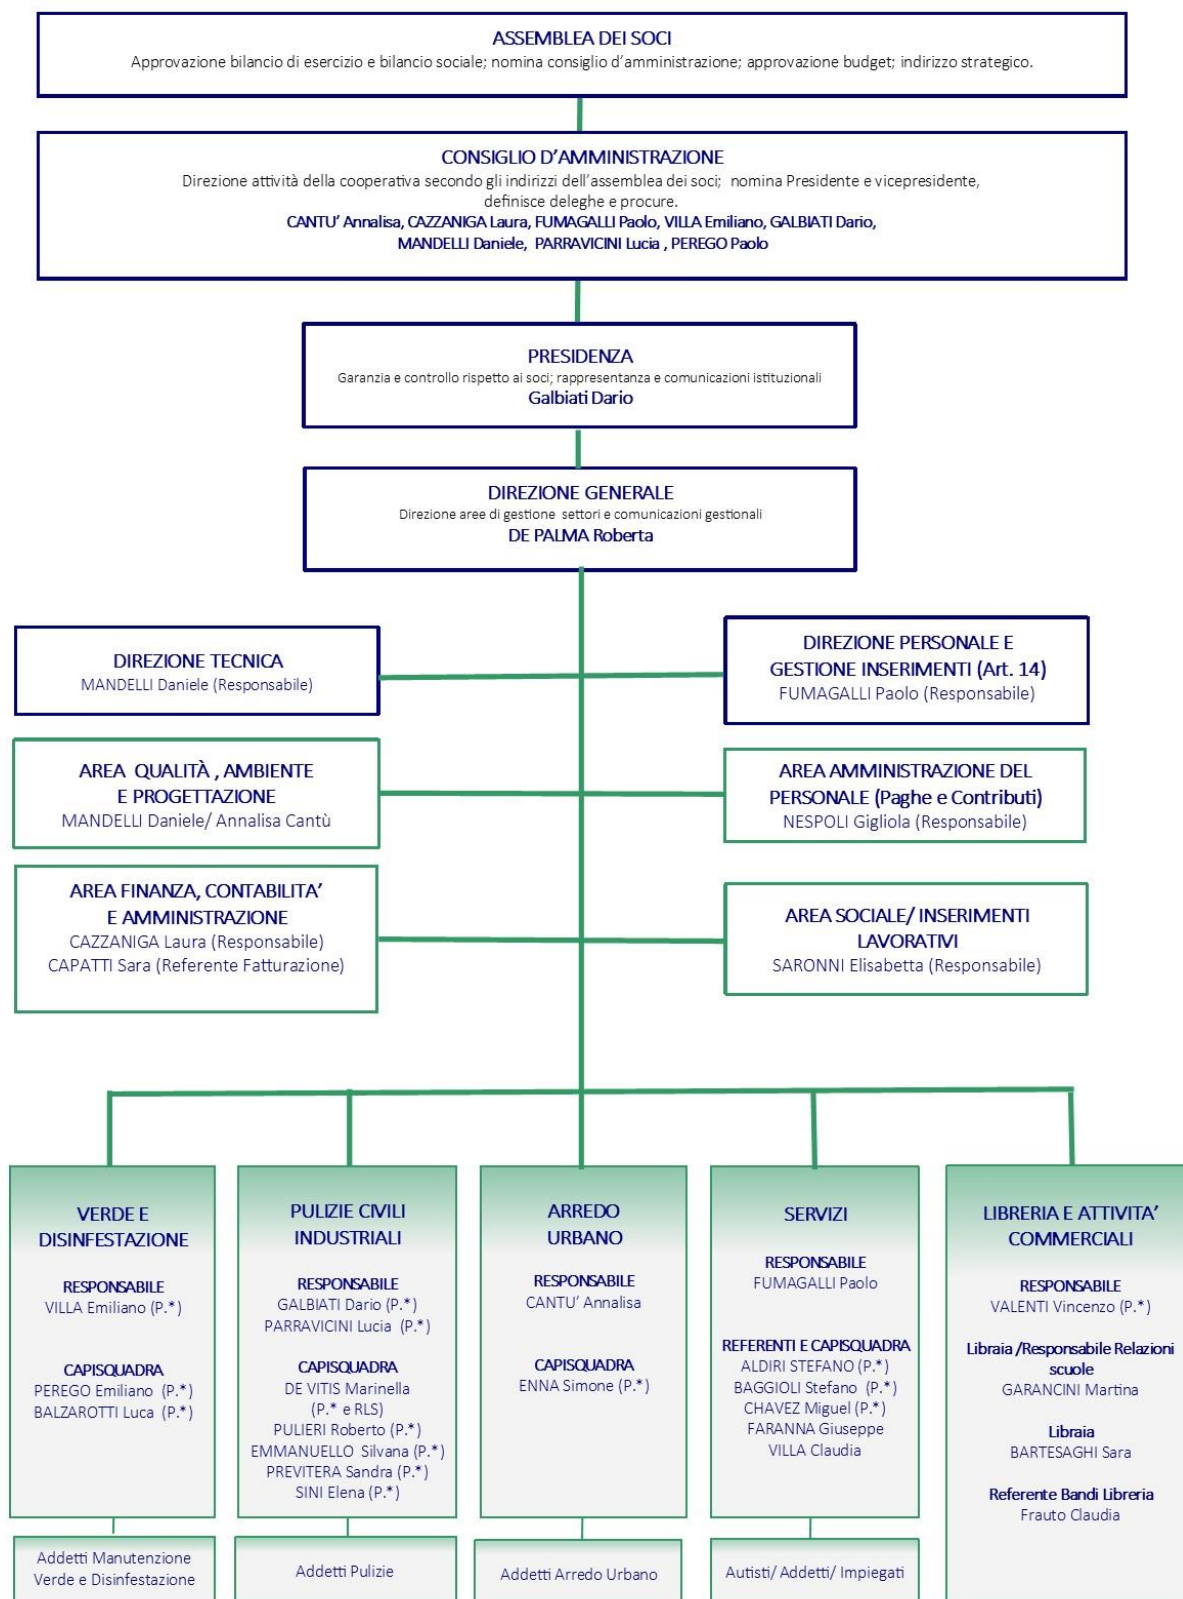 ASSEMBLEA DEI SOCI
Approvazione bilancio di esercizio e bilancio sociale; nomina consiglio d'amministrazione; approvazione budget; indirizzo strategico.
CONSIGLIO D'AMMINISTRAZIONE
Direzione attività della cooperativa secondo gli indirizzi dell'assemblea dei soci; nomina Presidente e vicepresidente,
definisce deleghe e procure.
CANTU' Annalisa, CAZZANIGA Laura, FUMAGALLI Paolo, VILLA Emiliano, GALBIATI Dario,
MANDELLI Daniele, PARRAVICINI Lucia , PEREGO Paolo
PRESIDENZA
Garanzia e controllo rispetto ai soci; rappresentanza e comunicazioni istituzionali
Galbiati Dario
DIREZIONE GENERALE
Direzione aree di gestione settori e comunicazioni gestionali
DE PALMA Roberta
DIREZIONE TECNICA
MANDELLI Daniele (Responsabile)
DIREZIONE PERSONALE E
GESTIONE INSERIMENTI (Art. 14)
FUMAGALLI Paolo (Responsabile)
AREA QUALITÀ , AMBIENTE
E PROGETTAZIONE
MANDELLI Daniele/ Annalisa Cantù
AREA AMMINISTRAZIONE DEL
PERSONALE (Paghe e Contributi)
NESPOLI Gigliola (Responsabile)
AREA FINANZA, CONTABILITA'
E AMMINISTRAZIONE
CAZZANIGA Laura (Responsabile)
CAPATTI Sara (Referente Fatturazione)
AREA SOCIALE/ INSERIMENTI
LAVORATIVI
SARONNI Elisabetta (Responsabile)
VERDE E
DISINFESTAZIONE
RESPONSABILE
VILLA Emiliano (P.*)
CAPISQUADRA
PEREGO Emiliano (P.*)
BALZAROTTI Luca (P.*)
Addetti Manutenzione
Verde e Disinfestazione
PULIZIE CIVILI
INDUSTRIALI
RESPONSABILE
GALBIATI Dario (P.*)
PARRAVICINI Lucia (P.*)
CAPISQUADRA
DE VITIS Marinella
(P.* e RLS)
PULIERI Roberto (P.*)
EMMANUELLO Silvana (P.*)
PREVITERA Sandra (P.*)
SINI Elena (P.*)
Addetti Pulizie
ARREDO
URBANO
RESPONSABILE
CANTU' Annalisa
CAPISQUADRA
ENNA Simone (P.*)
Addetti Arredo Urbano
SERVIZI
RESPONSABILE
FUMAGALLI Paolo
REFERENTI E CAPISQUADRA
ALDIRI STEFANO (P.*)
BAGGIOLI Stefano (P.*)
CHAVEZ Miguel (P.*)
FARANNA Giuseppe
VILLA Claudia
Autisti/ Addetti/ Impiegati
LIBRERIA E ATTIVITA'
COMMERCIALI
RESPONSABILE
VALENTI Vincenzo (P.*)
Libraia /Responsabile Relazioni
scuole
GARANCINI Martina
Libraia
BARTESAGHI Sara
Referente Bandi Libreria
Frauto Claudia